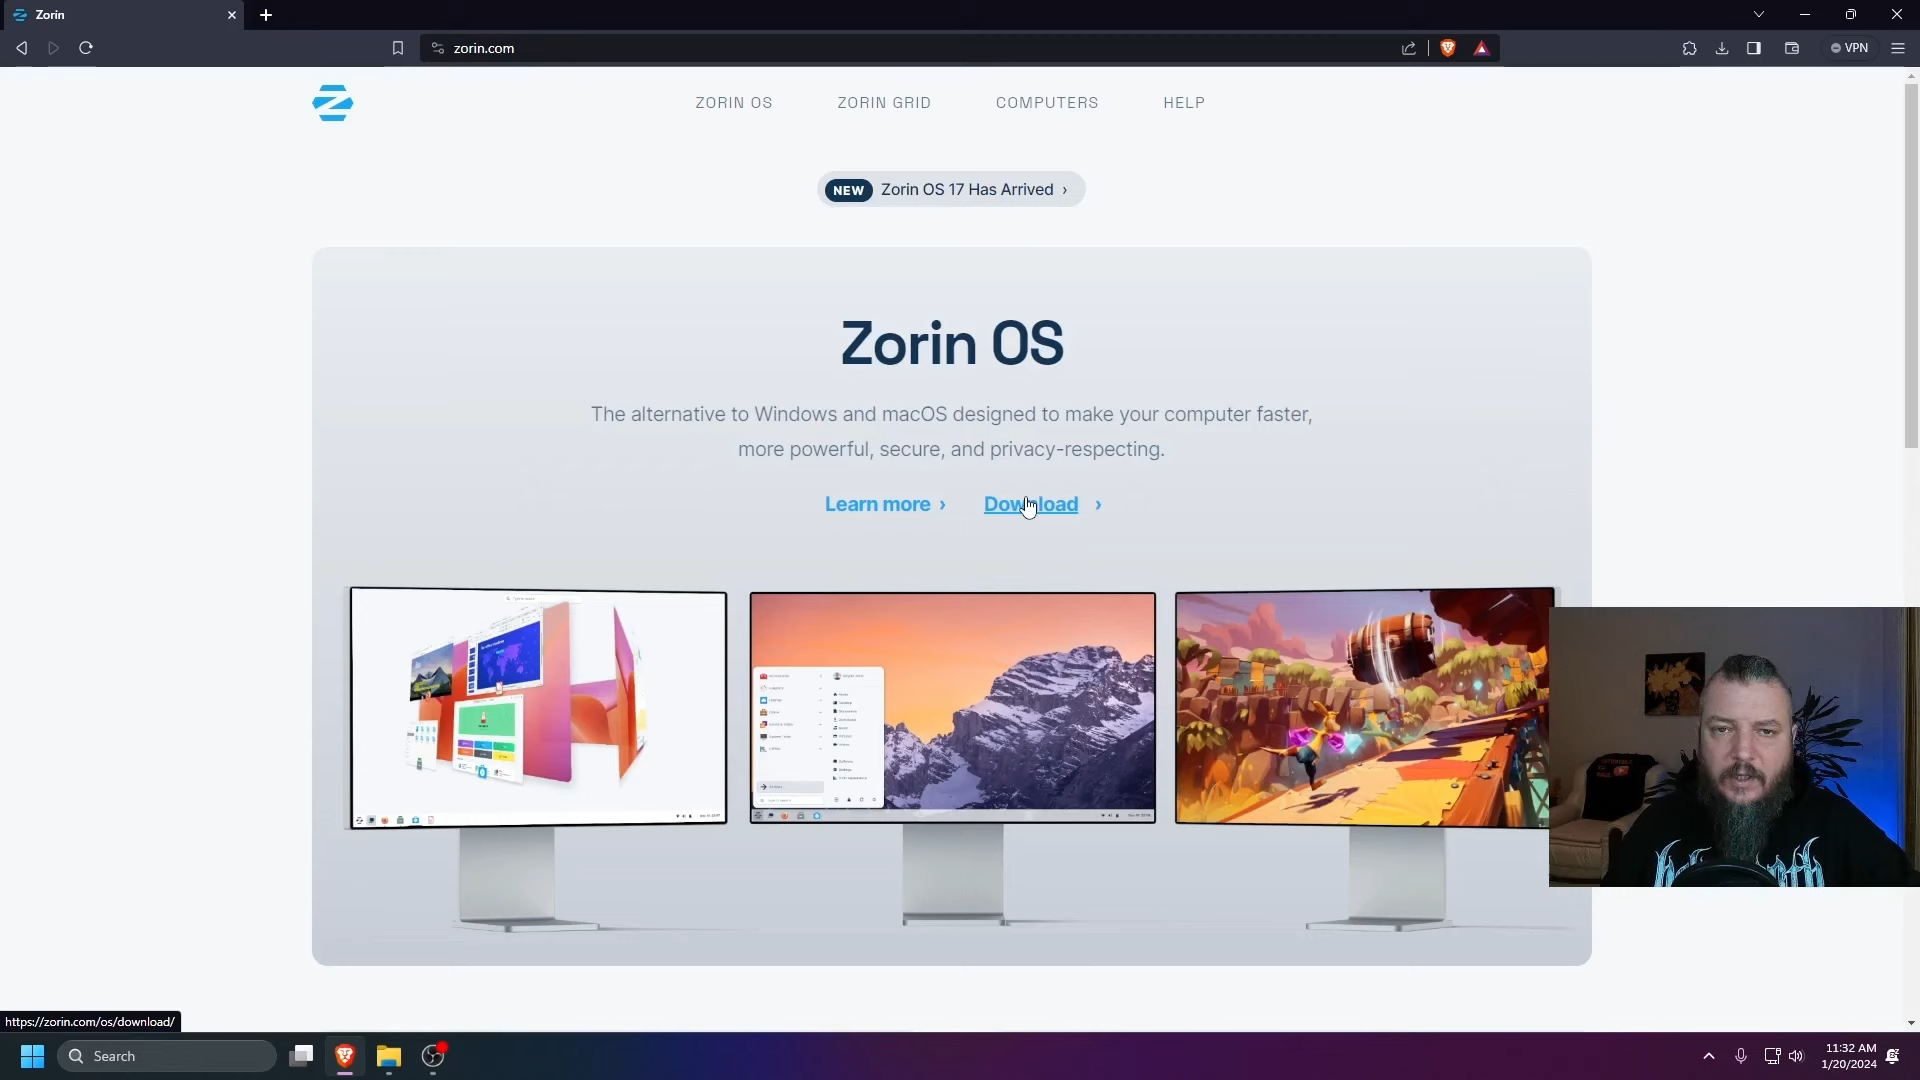 Zorin
zorin.com
VPN
ZORIN OS
ZORIN GRID
COMPUTERS
HELP
NEW Zorin OS 17 Has Arrived ›
Zorin OS
The alternative to Windows and macOS designed to make your computer faster,
more powerful, secure, and privacy-respecting.
Learn more ›
Download ›
https://zorin.com/os/download/
Search
11:32 AM
1/20/2024